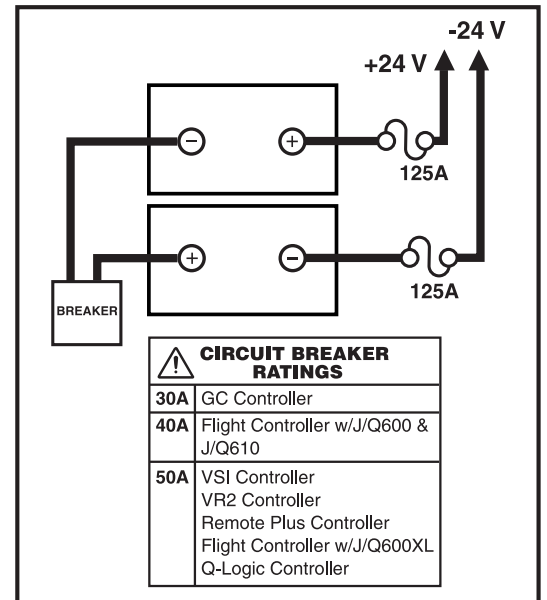 -24 V
+24 V
− +
125A
+ −
125A
BREAKER
CIRCUIT BREAKER
RATINGS
30A GC Controller
40A Flight Controller w/J/Q600 &
J/Q610
50A VSI Controller
VR2 Controller
Remote Plus Controller
Flight Controller w/J/Q600XL
Q-Logic Controller